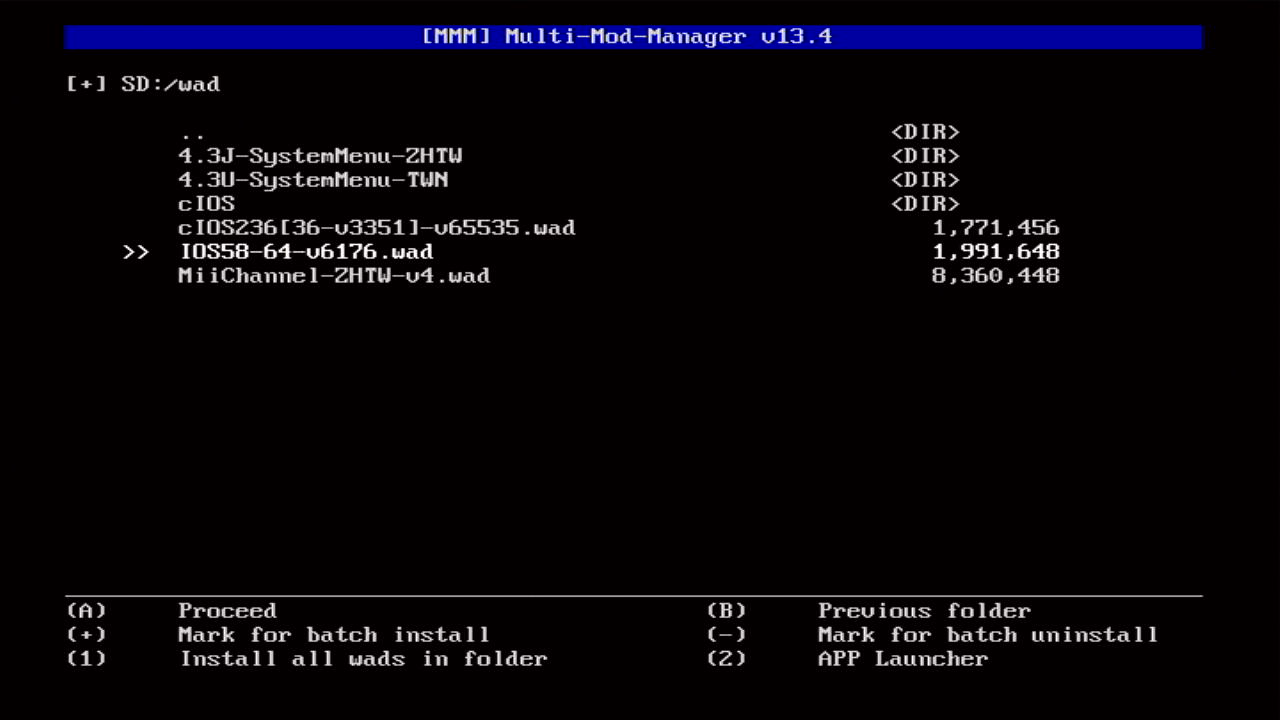 [MMM] Multi-Mod-Manager v13.4
[+] SD:/wad
.. <DIR>
4.3J-SystemMenu-ZHTW <DIR>
4.3U-SystemMenu-TWN <DIR>
cIOS <DIR>
cIOS236[36-v3351]-v65535.wad 1,771,456
>> IOS58-64-v6176.wad 1,991,648
MiiChannel-ZHTW-v4.wad 8,360,448
(A) Proceed (B) Previous folder
(+) Mark for batch install (-) Mark for batch uninstall
(1) Install all wads in folder (2) APP Launcher